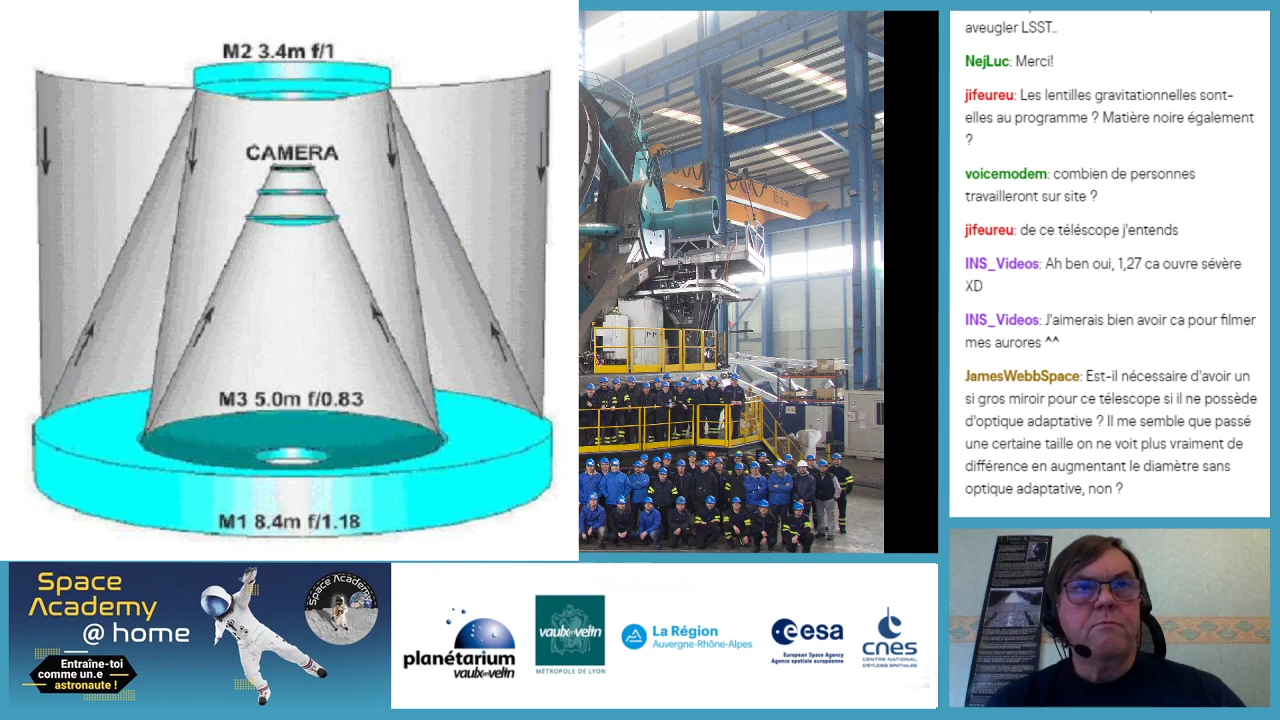 M2 3.4m f/1
CAMERA
M3 5.0m f/0.83
M1 8.4m f/1.18
aveugler LSST..
NejLuc: Merci!
jifeureu: Les lentilles gravitationnelles sont-
elles au programme ? Matière noire également
?
voicemodem: combien de personnes
travailleront sur site ?
jifeureu: de ce téléscope j'entends
INS_Videos: Ah ben oui, 1,27 ca ouvre sévère
XD
INS_Videos: J'aimerais bien avoir ca pour filmer
mes aurores ^^
JamesWebbSpace: Est-il nécessaire d'avoir un
si gros miroir pour ce télescope si il ne possède
d'optique adaptative ? Il me semble que passé
une certaine taille on ne voit plus vraiment de
différence en augmentant le diamètre sans
optique adaptative, non ?
Space
Academy
@ home
Entraîne-toi
comme un.e
astronaute !
Space Academy
planétarium
vaulx-en-velin
vaulx-en-velin
MÉTROPOLE DE LYON
La Région
Auvergne-Rhône-Alpes
esa
European Space Agency
Agence spatiale européenne
cnes
CENTRE NATIONAL
D'ÉTUDES SPATIALES